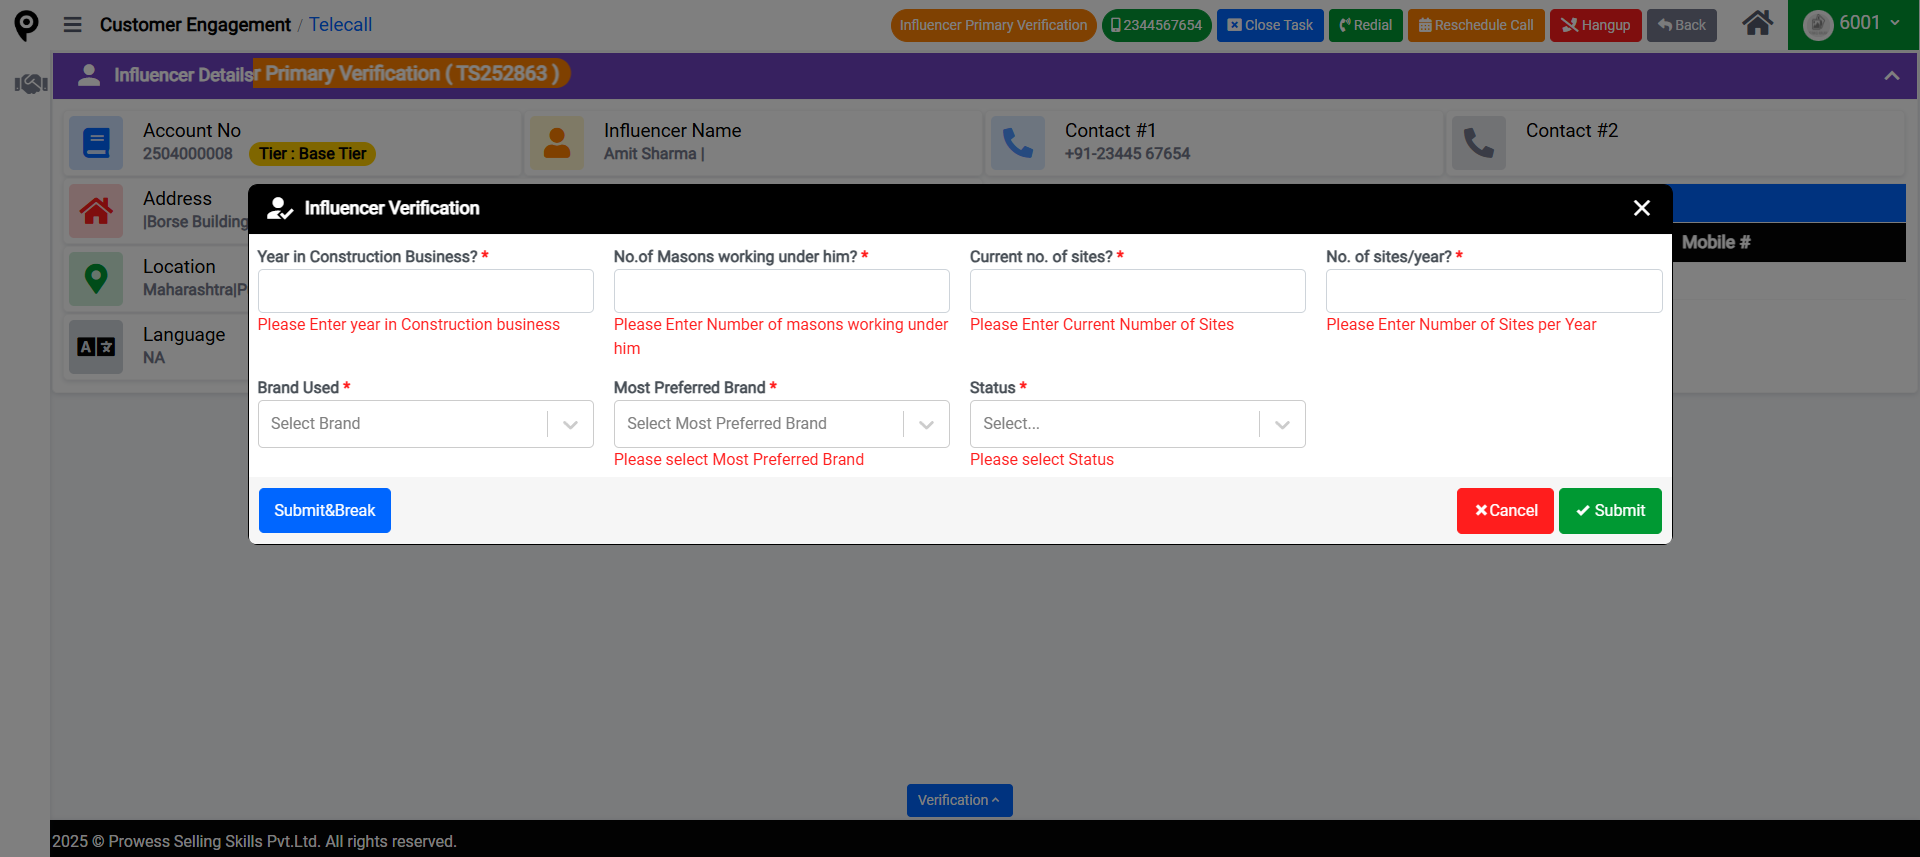 Customer Engagement / Telecall
Influencer Primary Verification
2344567654
Close Task
Redial
Reschedule Call
Hangup
Back
6001
Influencer Details
r Primary Verification ( TS252863 )
Account No
2504000008
Tier : Base Tier
Influencer Name
Amit Sharma |
Contact #1
+91-23445 67654
Contact #2
Address
|Borse Building
Location
Maharashtra|P
Language
NA
Mobile #
Influencer Verification
Year in Construction Business? *
Please Enter year in Construction business
No.of Masons working under him? *
Please Enter Number of masons working under
him
Current no. of sites? *
Please Enter Current Number of Sites
No. of sites/year? *
Please Enter Number of Sites per Year
Brand Used *
Select Brand
Most Preferred Brand *
Select Most Preferred Brand
Please select Most Preferred Brand
Status *
Select...
Please select Status
Submit&Break
Cancel
Submit
Verification
2025 © Prowess Selling Skills Pvt.Ltd. All rights reserved.